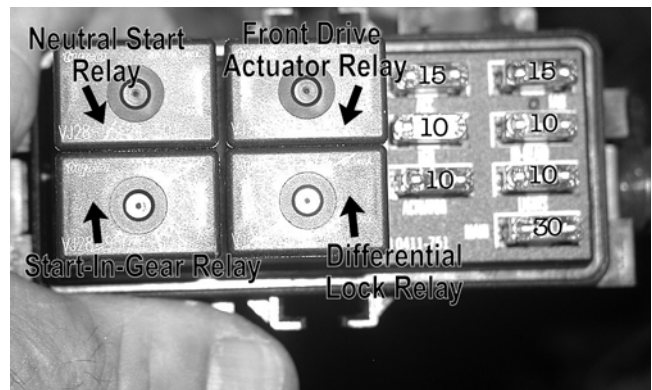 Neutral Start
Relay
Front Drive
Actuator Relay
15
15
10
10
10
10
30
Start-In-Gear Relay
Differential
Lock Relay